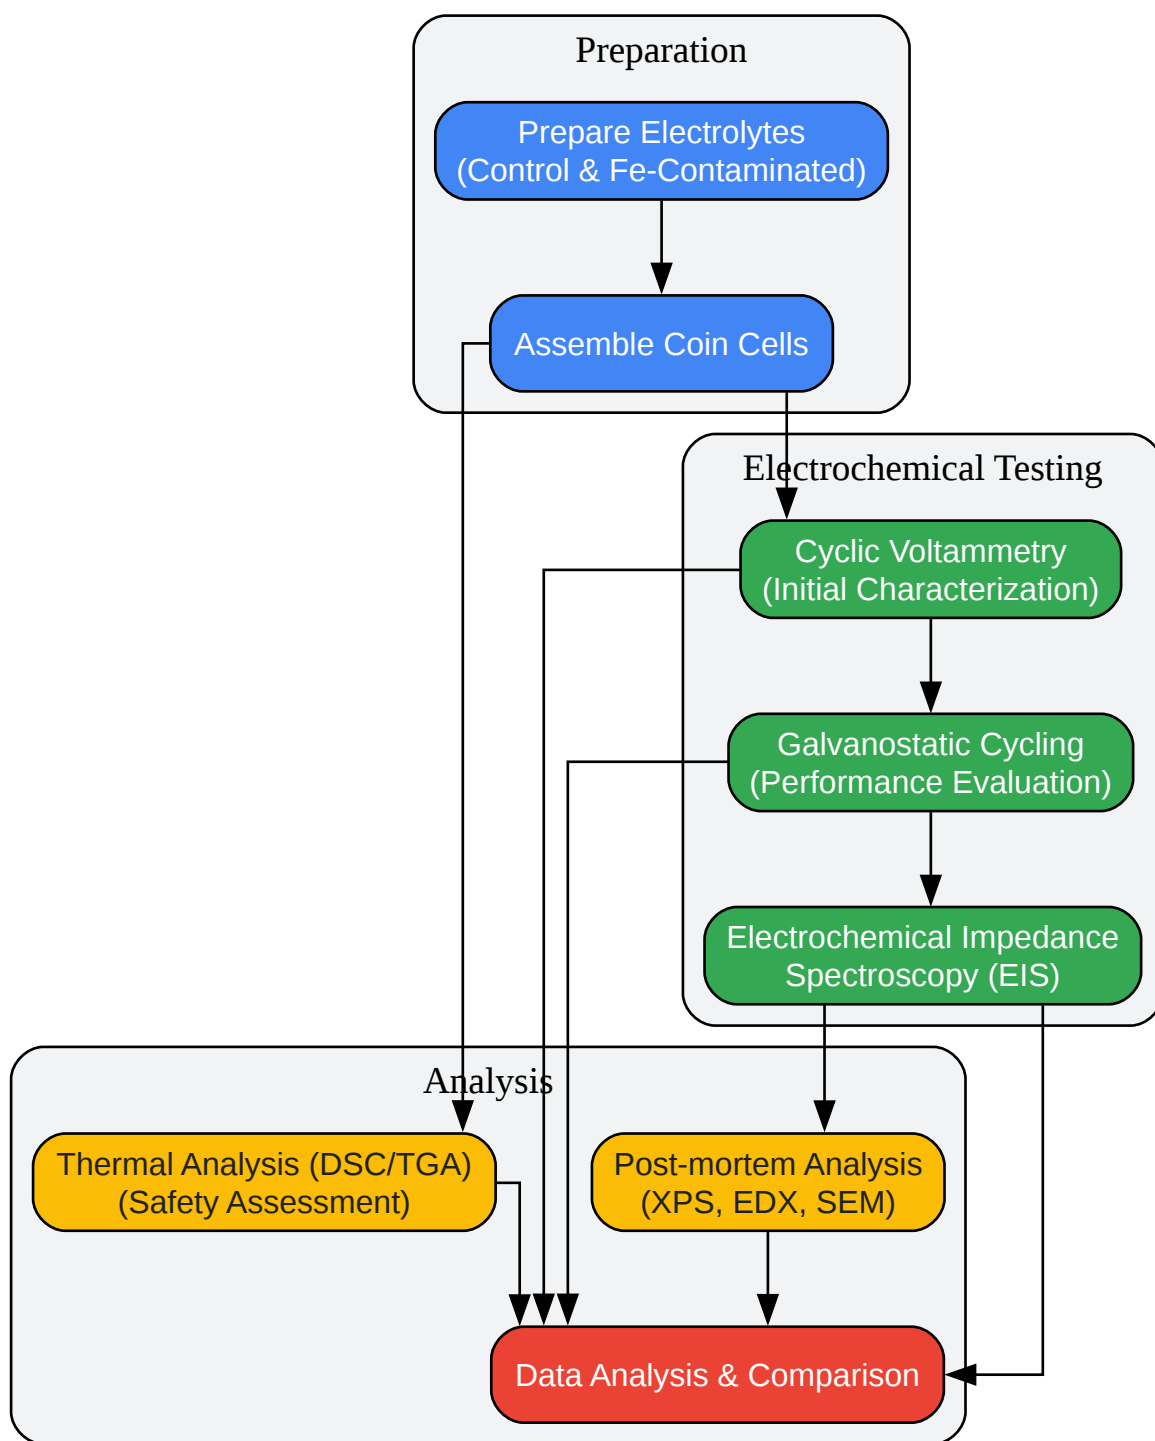 Preparation
Prepare Electrolytes
(Control & Fe-Contaminated)
Assemble Coin Cells
Electrochemical Testing
Cyclic Voltammetry
(Initial Characterization)
Galvanostatic Cycling
(Performance Evaluation)
Electrochemical Impedance
Spectroscopy (EIS)
Analysis
Thermal Analysis (DSC/TGA)
(Safety Assessment)
Post-mortem Analysis
(XPS, EDX, SEM)
Data Analysis & Comparison